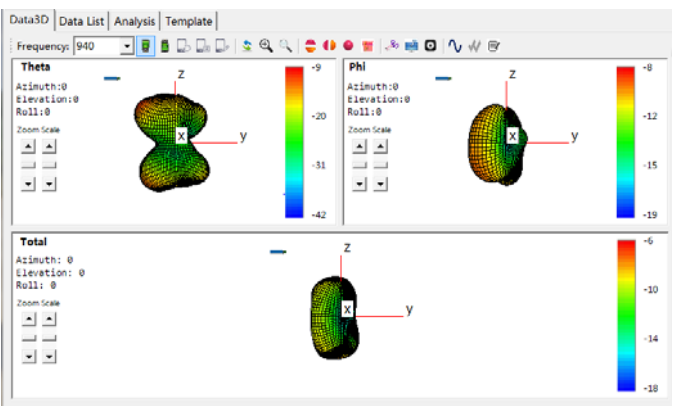 Data3D Data List Analysis Template
Frequency: 940
Theta
Azimuth:0
Elevation:0
Roll:0
Zoom Scale
Z
X
y
-9
-20
-31
-42
Phi
Azimuth:0
Elevation:0
Roll:0
Zoom Scale
Z
X
y
-8
-12
-15
-19
Total
Azimuth: 0
Elevation: 0
Roll: 0
Zoom Scale
Z
X
y
-6
-10
-14
-18